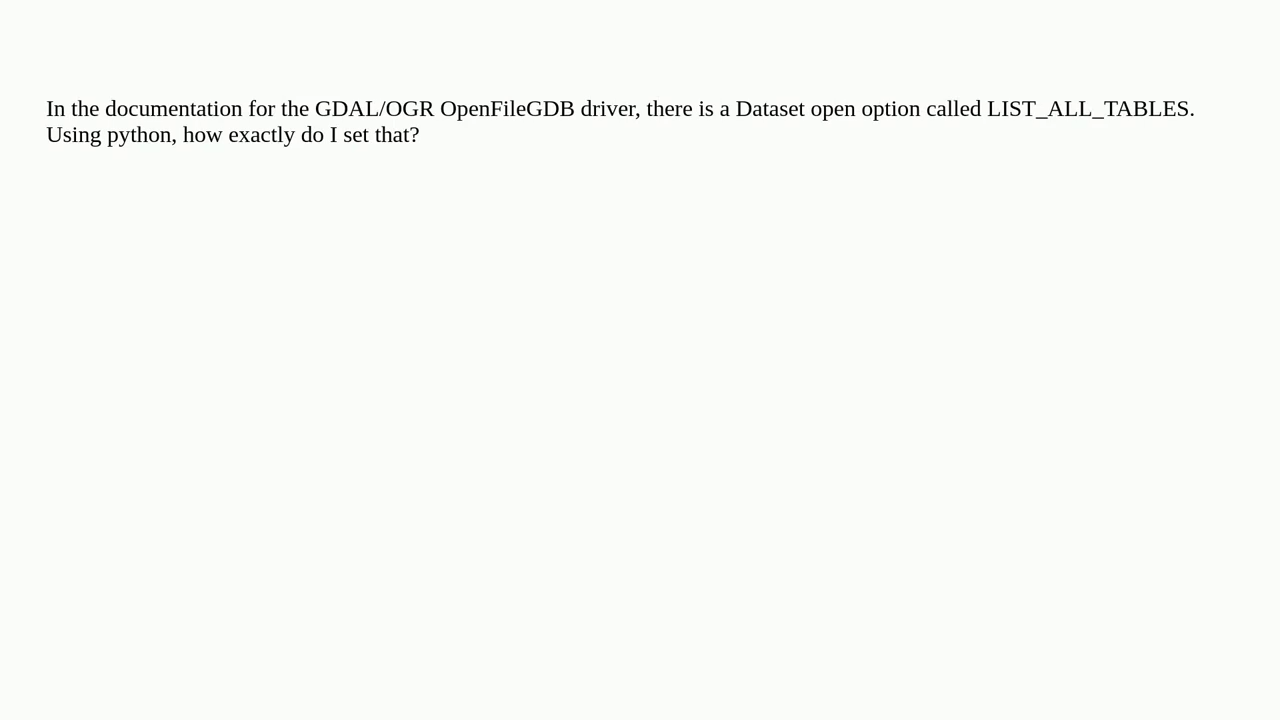 In the documentation for the GDAL/OGR OpenFileGDB driver, there is a Dataset open option called LIST_ALL_TABLES.
Using python, how exactly do I set that?